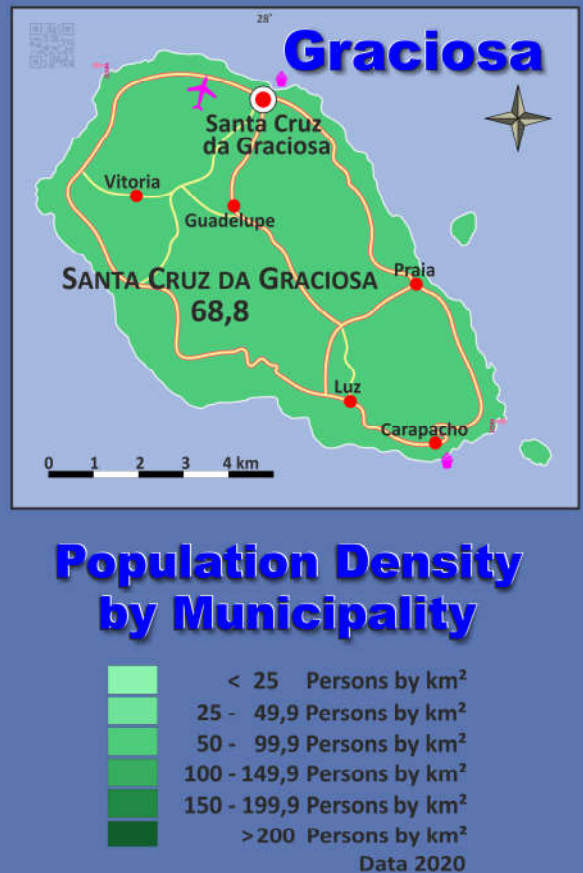 28°
Graciosa
Santa Cruz
da Graciosa
Vitoria
Guadelupe
SANTA CRUZ DA GRACIOSA
68,8
Praia
Luz
Carapacho
0 1 2 3 4 km
Population Density
by Municipality
< 25 Persons by km²
25 - 49,9 Persons by km²
50 - 99,9 Persons by km²
100 - 149,9 Persons by km²
150 - 199,9 Persons by km²
>200 Persons by km²
Data 2020